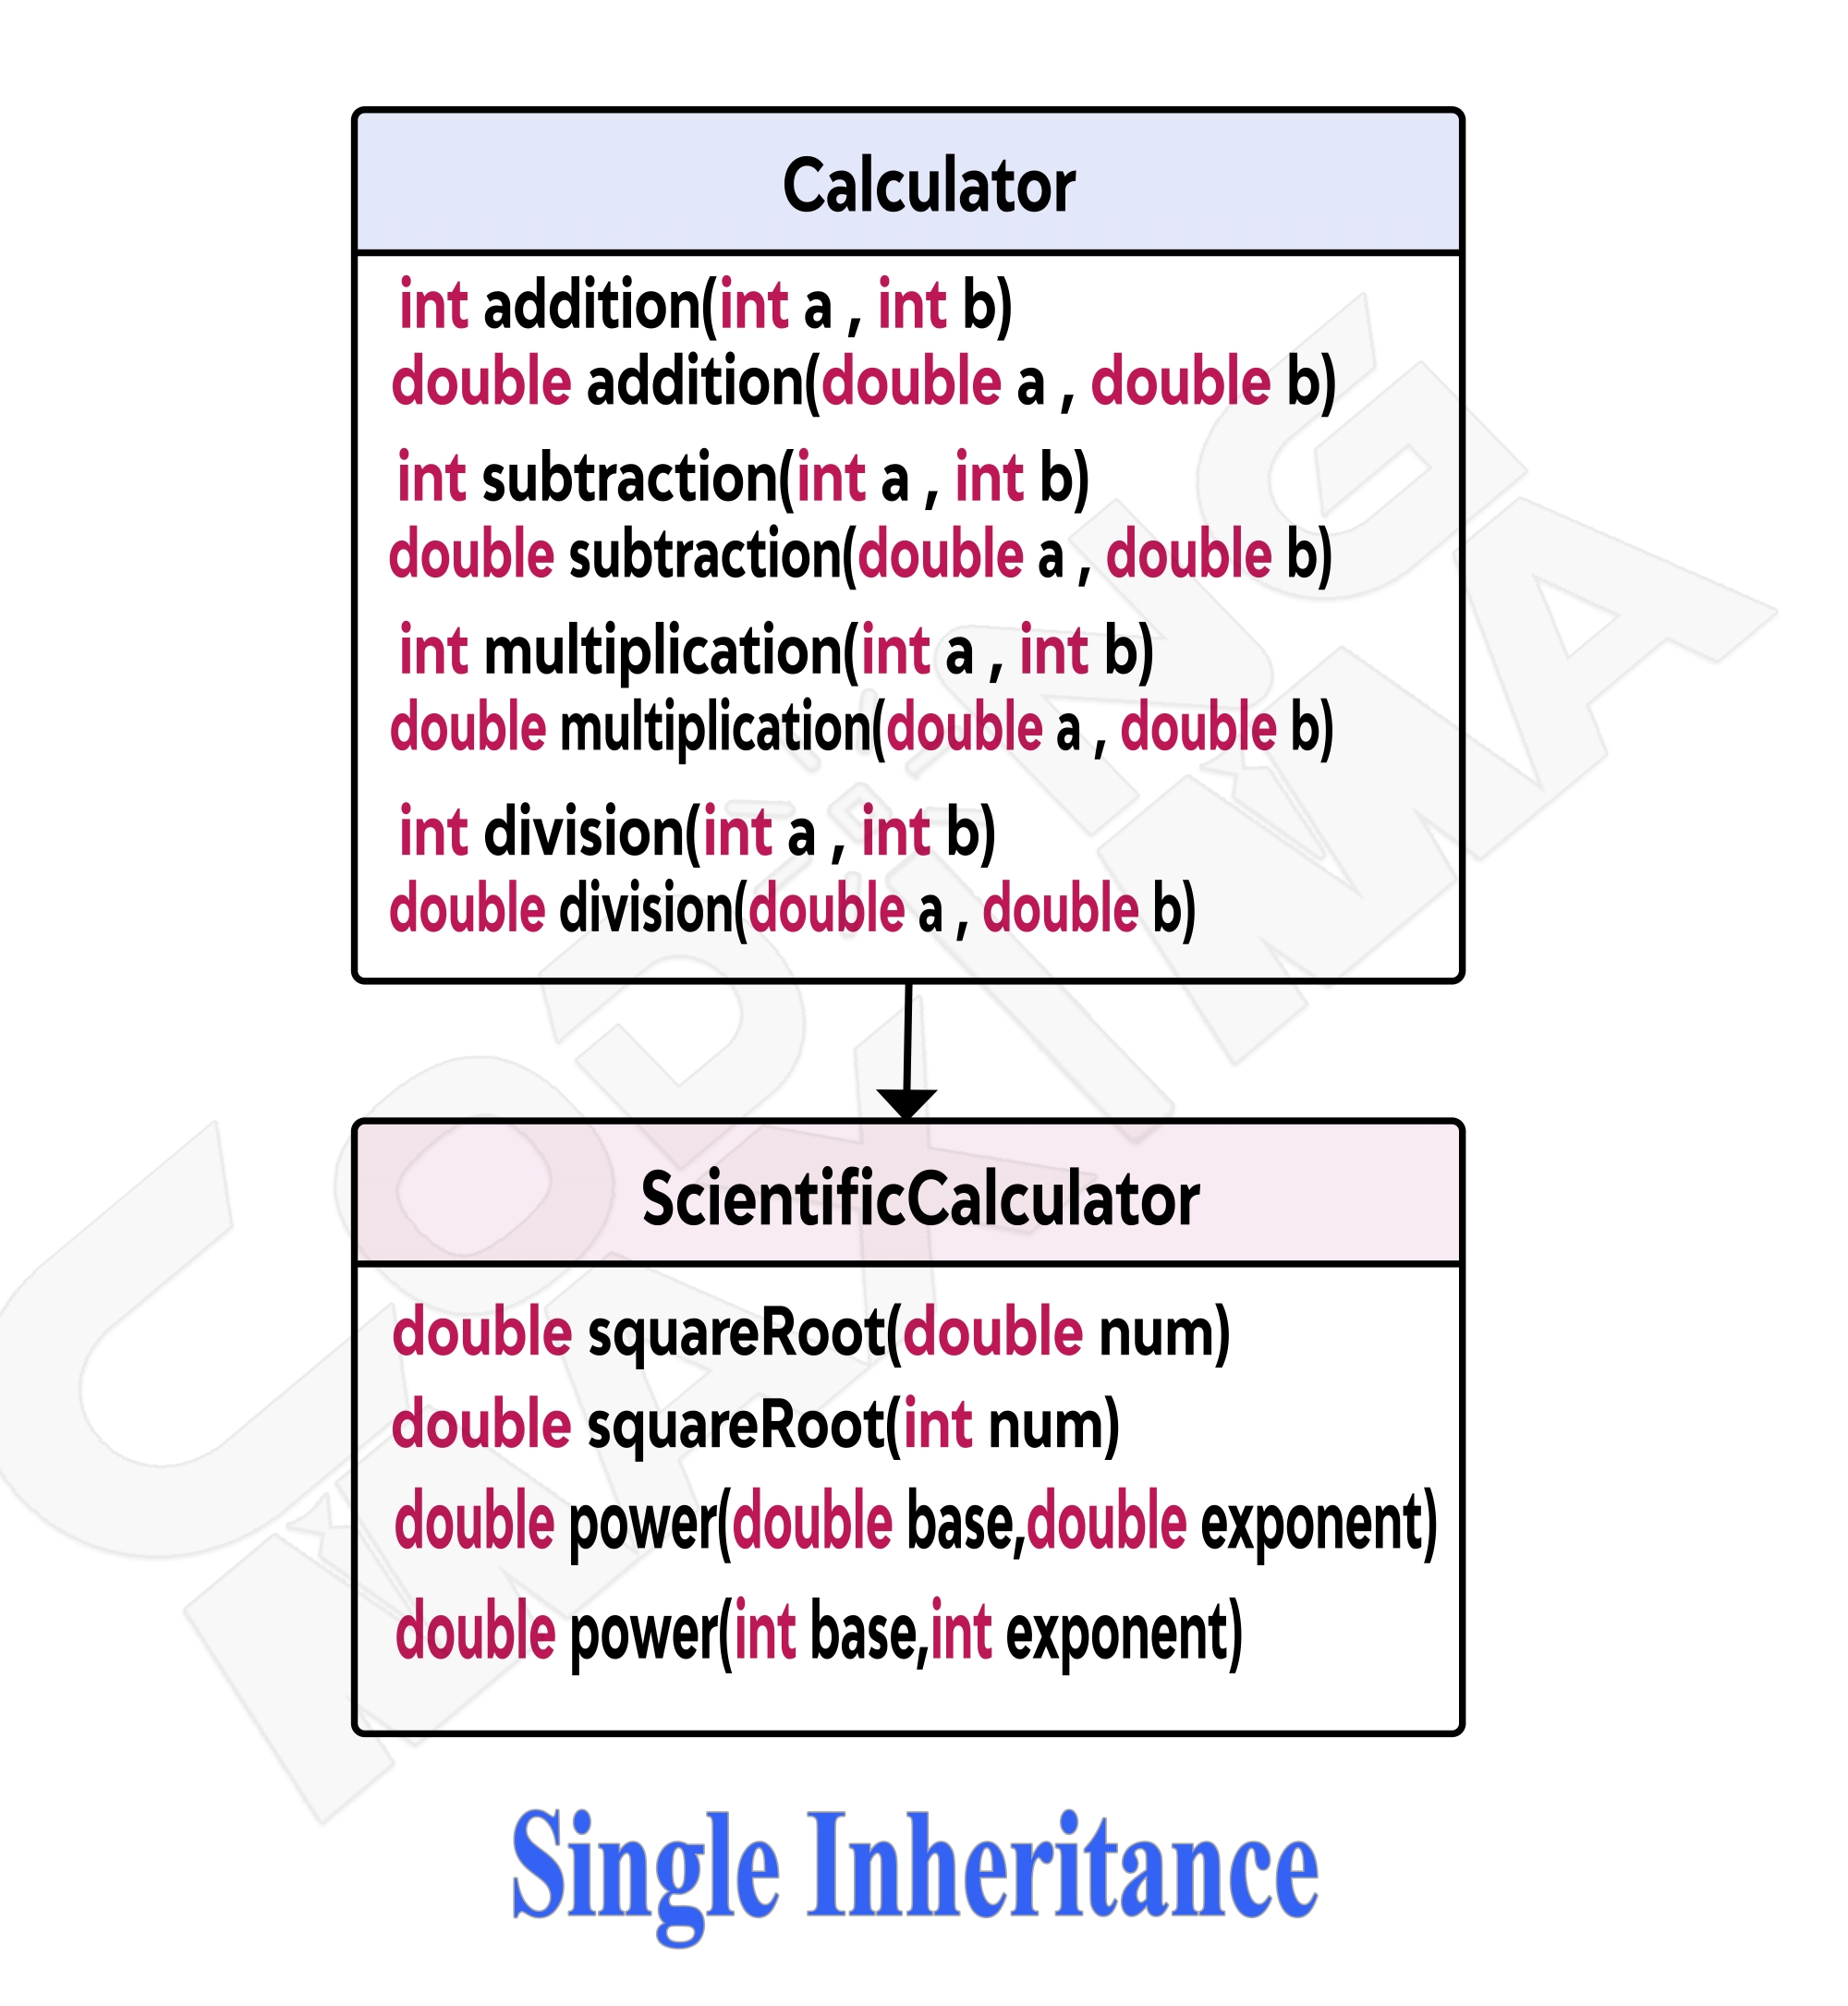 Calculator
int addition(int a , int b)
double addition(double a , double b)
int subtraction(int a , int b)
double subtraction(double a , double b)
int multiplication(int a , int b)
double multiplication(double a , double b)
int division(int a , int b)
double division(double a , double b)
ScientificCalculator
double squareRoot(double num)
double squareRoot(int num)
double power(double base,double exponent)
double power(int base,int exponent)
Single Inheritance
CODING
MAXIMA